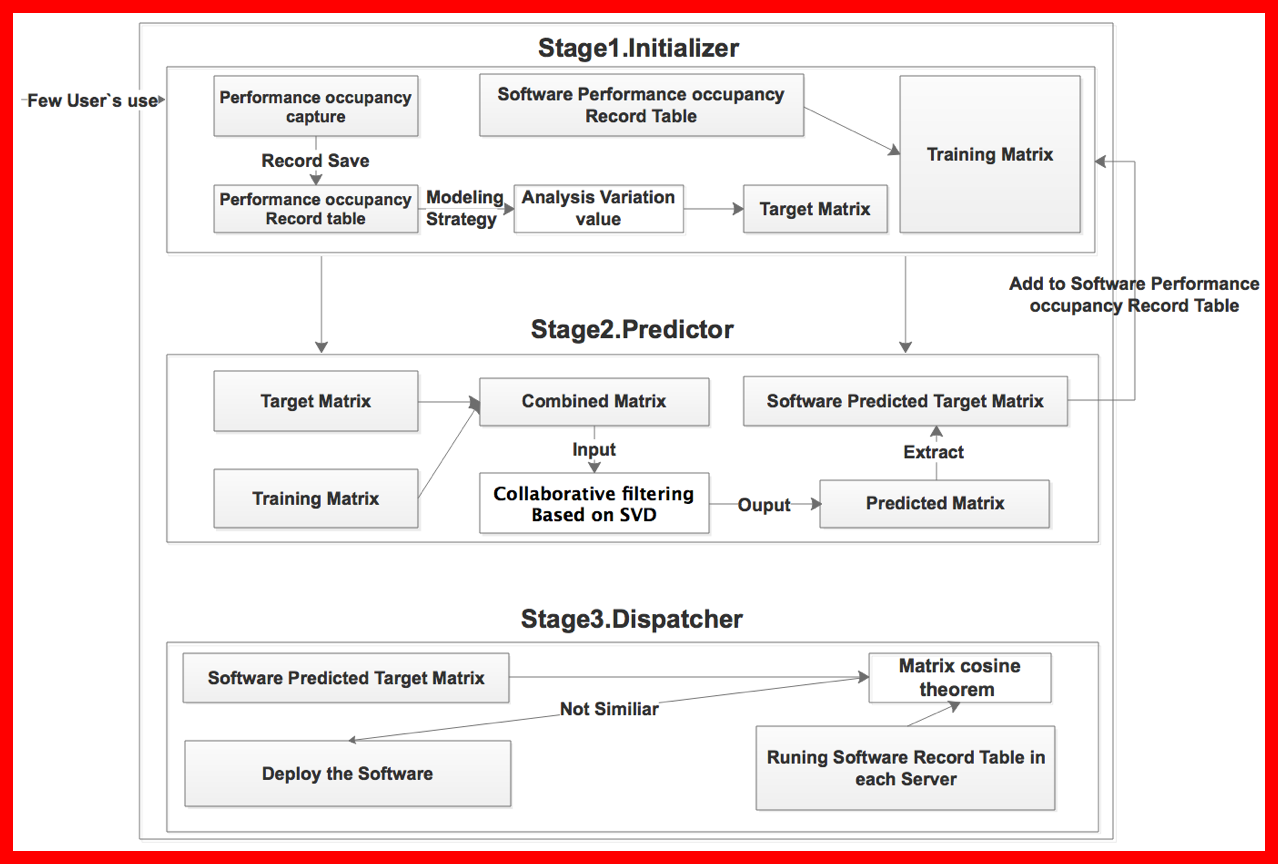 Stage1.Initializer
Few User`s use
Performance occupancy
capture
Software Performance occupancy
Record Table
Training Matrix
Record Save
Performance occupancy
Record table
Modeling
Strategy
Analysis Variation
value
Target Matrix
Add to Software Performance
occupancy Record Table
Stage2.Predictor
Target Matrix
Combined Matrix
Software Predicted Target Matrix
Input
Extract
Training Matrix
Collaborative filtering
Based on SVD
Ouput
Predicted Matrix
Stage3.Dispatcher
Software Predicted Target Matrix
Matrix cosine
theorem
Not Similiar
Deploy the Software
Runing Software Record Table in
each Server